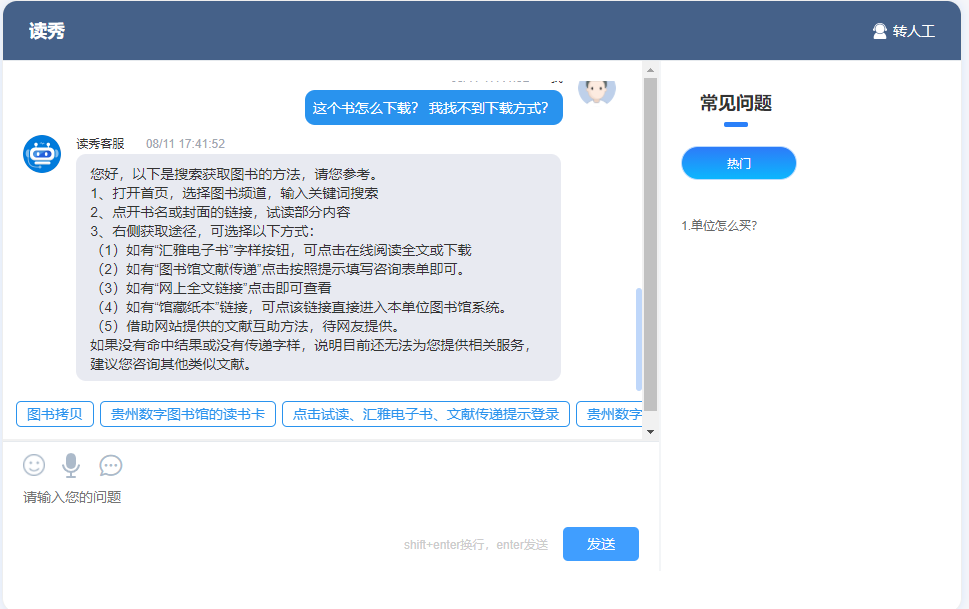 读秀
转人工
这个书怎么下载？ 我找不到下载方式？
读秀客服 08/11 17:41:52
您好，以下是搜索获取图书的方法，请您参考。
1、打开首页，选择图书频道，输入关键词搜索
2、点开书名或封面的链接，试读部分内容
3、右侧获取途径，可选择以下方式：
（1）如有“汇雅电子书”字样按钮，可点击在线阅读全文或下载
（2）如有“图书馆文献传递”点击按照提示填写咨询表单即可。
（3）如有“网上全文链接”点击即可查看
（4）如有“馆藏纸本”链接，可点该链接直接进入本单位图书馆系统。
（5）借助网站提供的文献互助方法，待网友提供。
如果没有命中结果或没有传递字样，说明目前还无法为您提供相关服务，
建议您咨询其他类似文献。
图书拷贝 贵州数字图书馆的读书卡 点击试读、汇雅电子书、文献传递提示登录 贵州数字
请输入您的问题
shift+enter换行，enter发送 发送
常见问题
热门
1.单位怎么买?